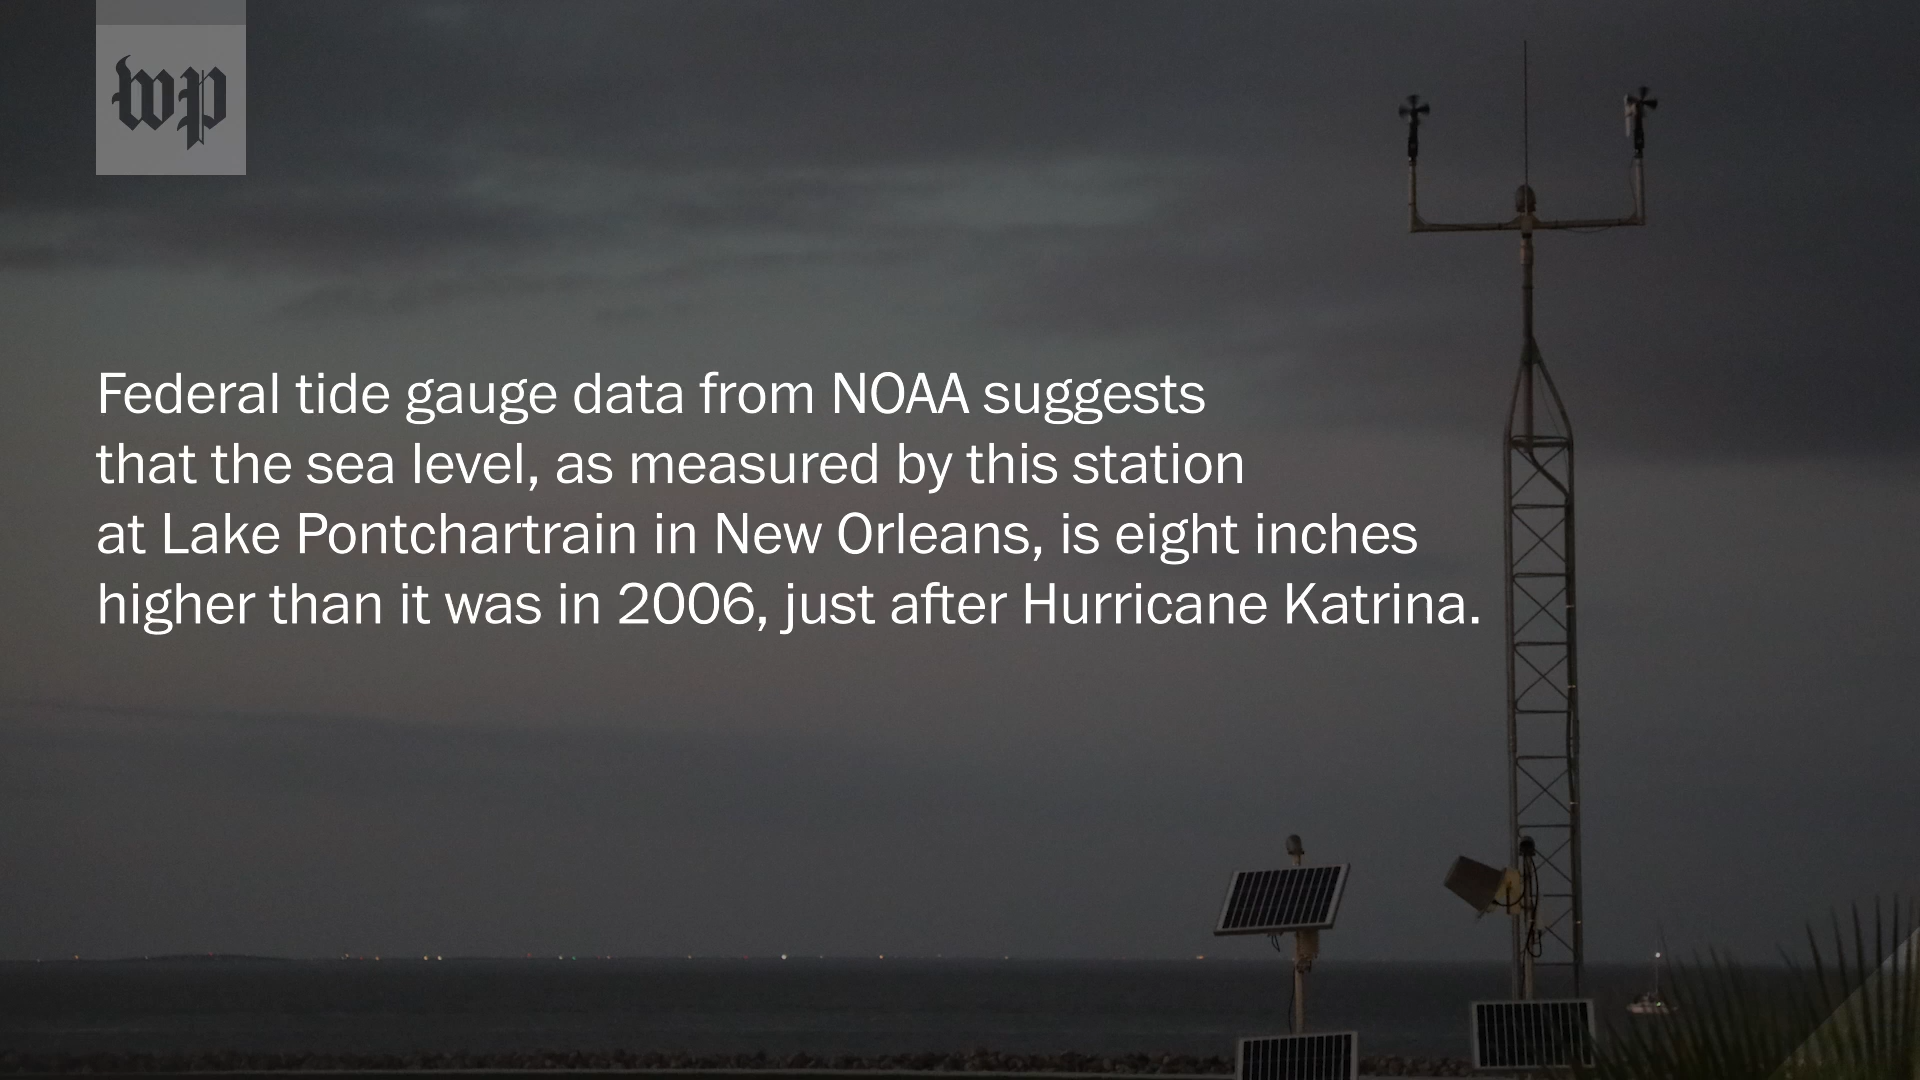 wp
Federal tide gauge data from NOAA suggests
that the sea level, as measured by this station
at Lake Pontchartrain in New Orleans, is eight inches
higher than it was in 2006, just after Hurricane Katrina.